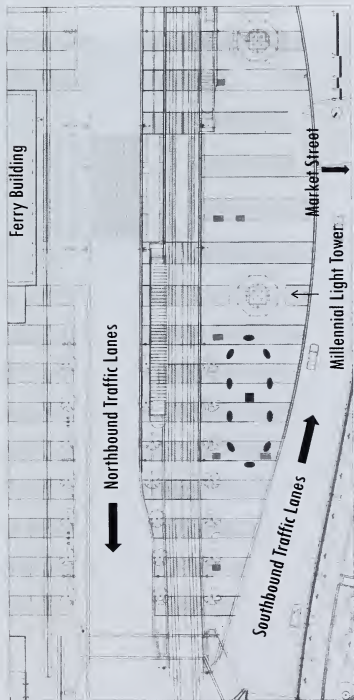 Ferry Building
Northbound Traffic Lanes
Market Street
Millennial Light Tower
Southbound Traffic Lanes